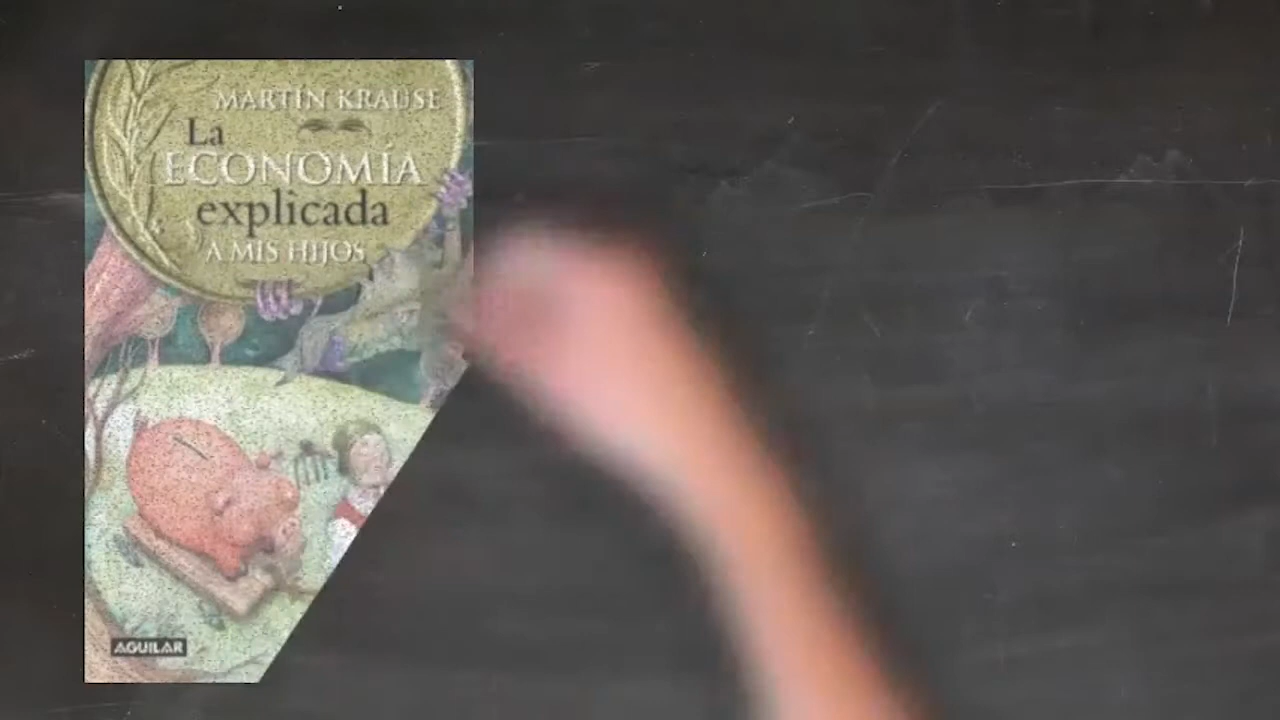 MARTÍN KRAUSE
La
ECONOMÍA
explicada
A MIS HIJOS
AGUILAR